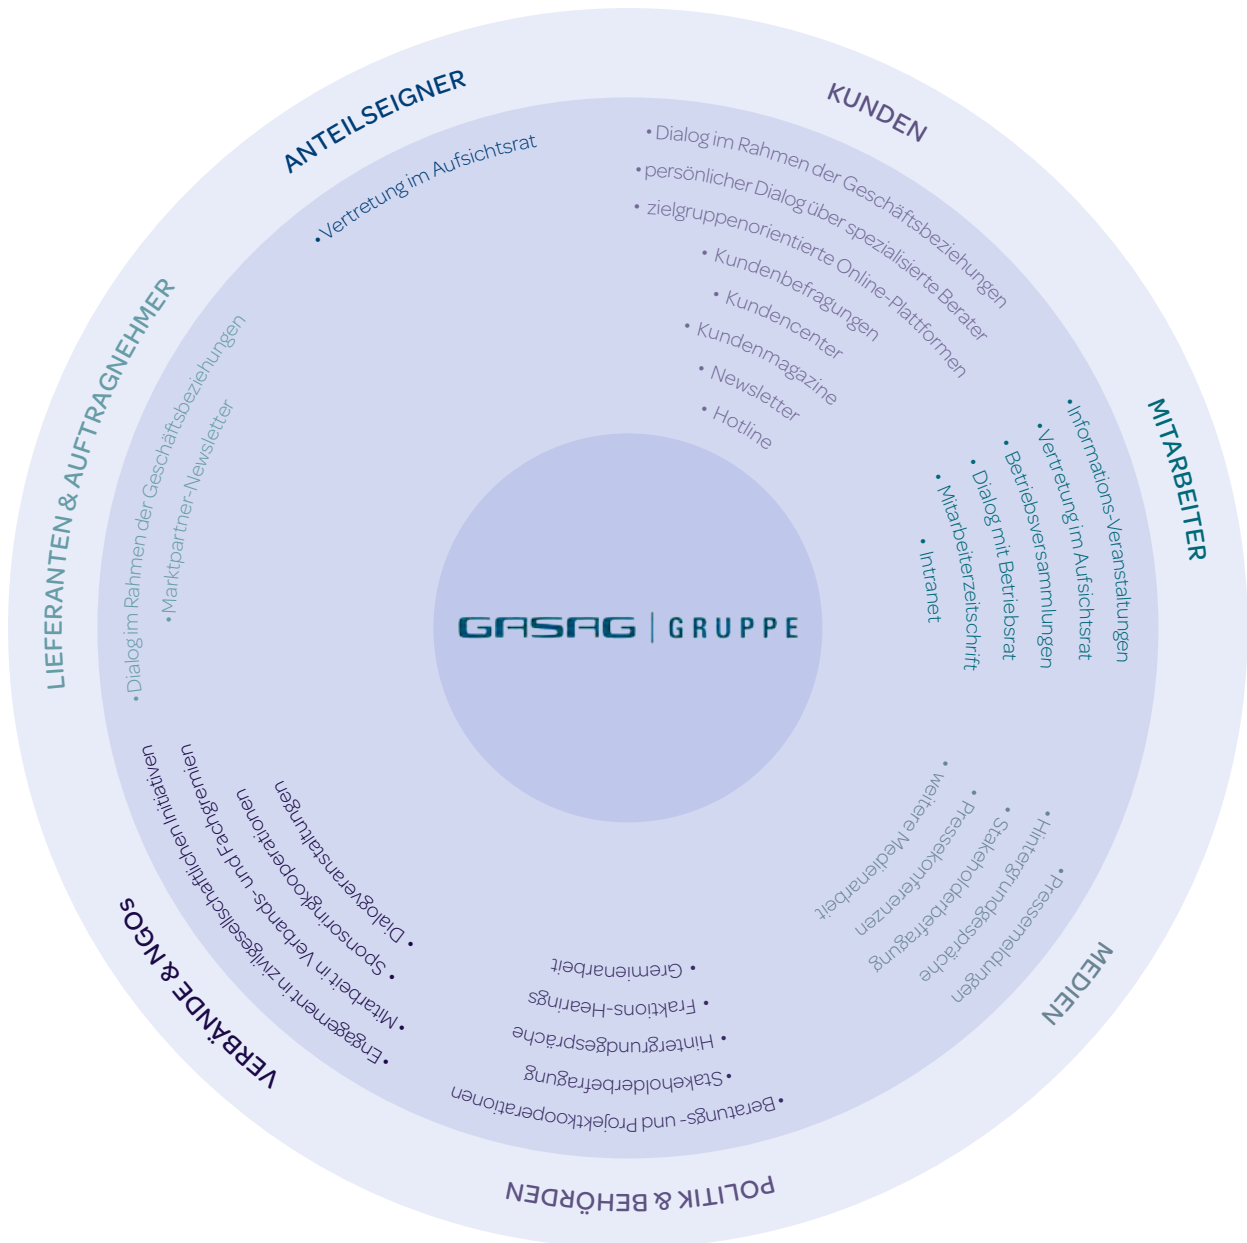 ANTEILSEIGNER
• Vertretung im Aufsichtsrat
KUNDEN
• Dialog im Rahmen der Geschäftsbeziehungen
• persönlicher Dialog über spezialisierte Berater
• zielgruppenorientierte Online-Plattformen
• Kundenbefragungen
• Kundencenter
• Kundenmagazine
• Newsletter
• Hotline
MITARBEITER
• Informations-Veranstaltungen
• Vertretung im Aufsichtsrat
• Betriebsversammlungen
• Dialog mit Betriebsrat
• Mitarbeiterzeitschrift
• Intranet
MEDIEN
• Pressemeldungen
• Hintergrundgespräche
• Stakeholderbefragung
• Pressekonferenzen
• weitere Medienarbeit
POLITIK & BEHÖRDEN
• Beratungs- und Projektkooperationen
• Stakeholderbefragung
• Hintergrundgespräche
• Fraktions-Hearings
• Gremienarbeit
VERBÄNDE & NGOs
• Engagement in zivilgesellschaftlichen Initiativen
• Mitarbeit in Verbands- und Fachgremien
• Sponsoringkooperationen
• Dialogveranstaltungen
LIEFERANTEN & AUFTRAGNEHMER
• Dialog im Rahmen der Geschäftsbeziehungen
• Marktpartner-Newsletter
GASAG | GRUPPE